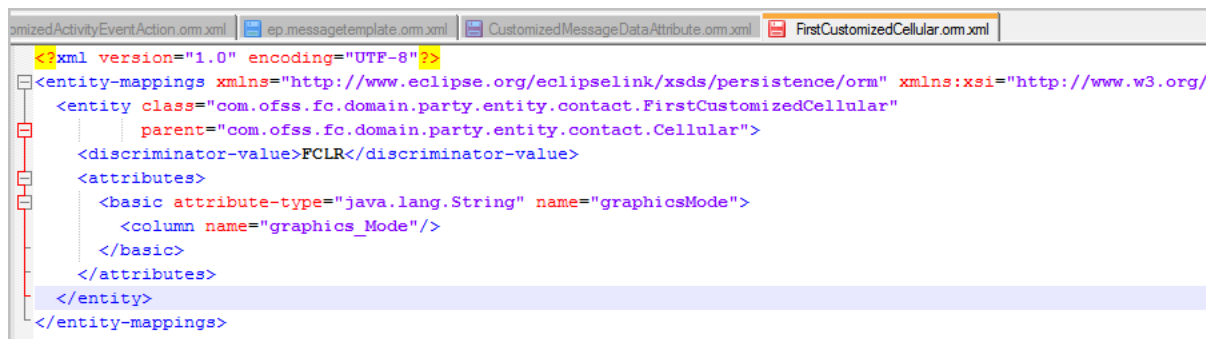 omizedActivityEventAction.orm.xml ep.messagetemplate.orm.xml CustomizedMessageDataAttribute.orm.xml FirstCustomizedCellular.orm.xml
<?xml version="1.0" encoding="UTF-8"?>
<entity-mappings xmlns="http://www.eclipse.org/eclipselink/xsds/persistence/orm" xmlns:xsi="http://www.w3.org/
<entity class="com.ofss.fc.domain.party.entity.contact.FirstCustomizedCellular"
parent="com.ofss.fc.domain.party.entity.contact.Cellular">
<discriminator-value>FCLR</discriminator-value>
<attributes>
<basic attribute-type="java.lang.String" name="graphicsMode">
<column name="graphics_Mode"/>
</basic>
</attributes>
</entity>
</entity-mappings>